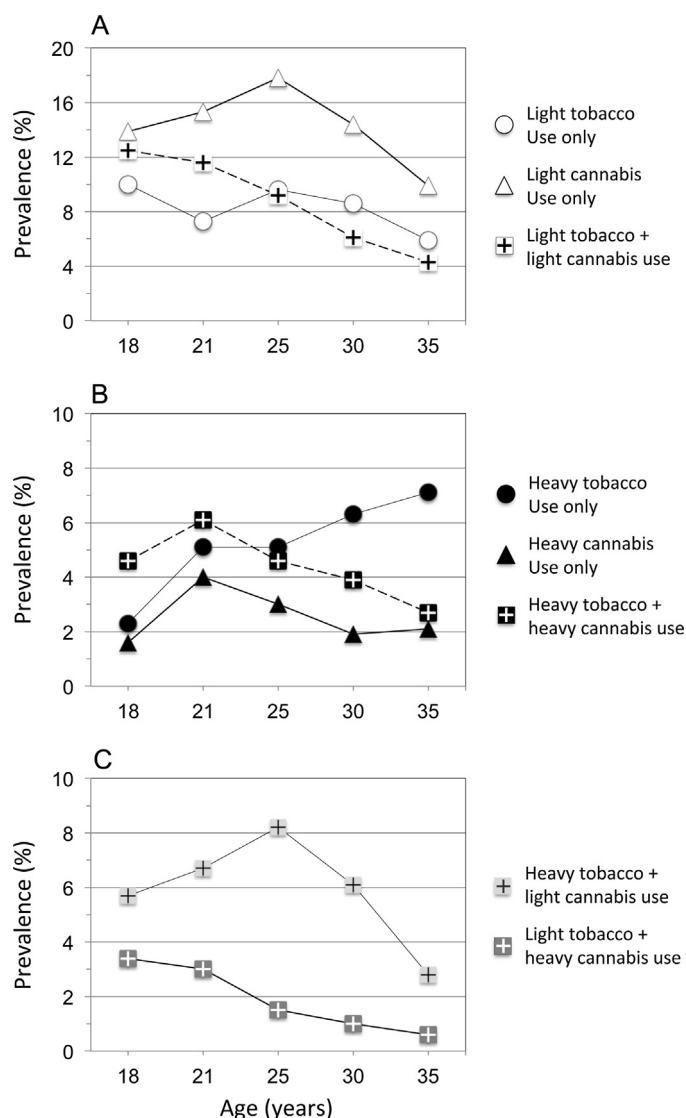 A
Prevalence (%)
20
16
12
8
4
0
18 21 25 30 35
Light tobacco
Use only
Light cannabis
Use only
Light tobacco +
light cannabis use
B
Prevalence (%)
10
8
6
4
2
0
18 21 25 30 35
Heavy tobacco
Use only
Heavy cannabis
Use only
Heavy tobacco +
heavy cannabis use
C
Prevalence (%)
10
8
6
4
2
0
18 21 25 30 35
Age (years)
Heavy tobacco +
light cannabis use
Light tobacco +
heavy cannabis use